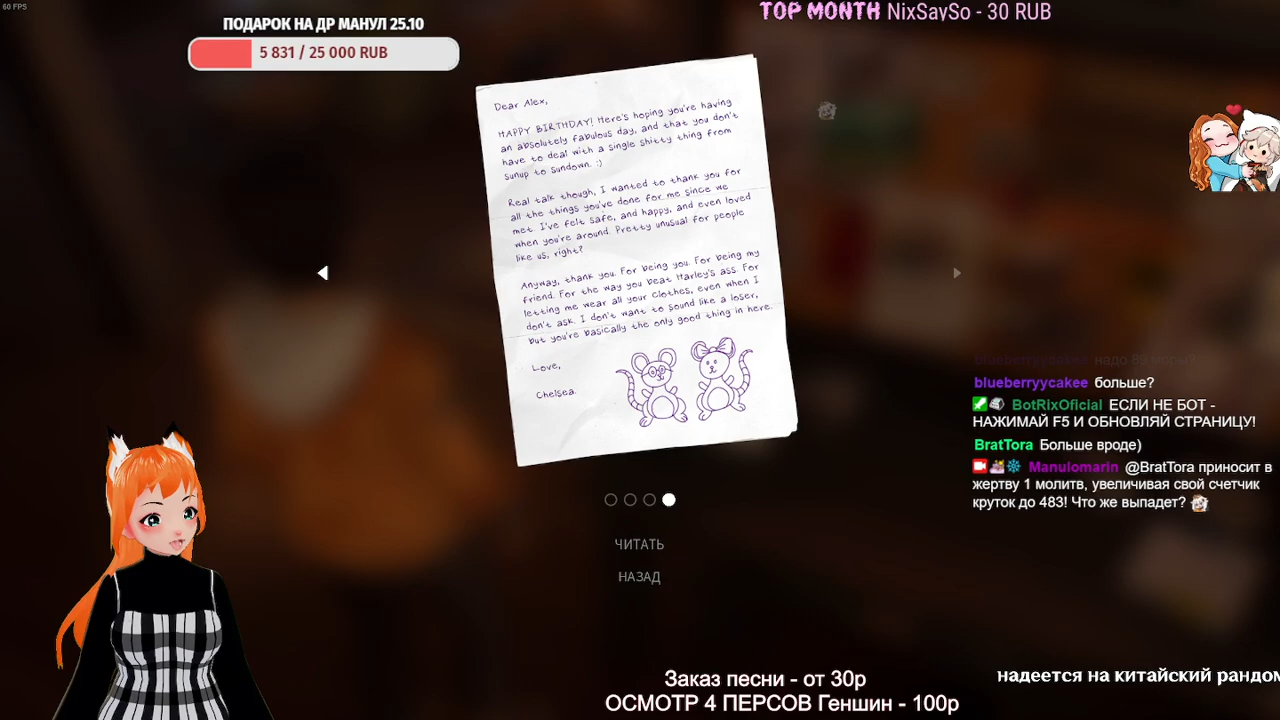 60 FPS
ПОДАРОК НА ДР МАНУЛ 25.10
5 831 / 25 000 RUB
TOP MONTH NixSaySo - 30 RUB
Dear Alex,
HAPPY BIRTHDAY! Here's hoping you're having
an absolutely fabulous day, and that you don't
have to deal with a single shitty thing from
sunup to sundown. :)
Real talk though, I wanted to thank you for
all the things you've done for me since we
met. I've felt safe, and happy, and even loved
when you're around. Pretty unusual for people
like us, right?
Anyway, thank you. For being you. For being my
friend. For the way you beat Harley's ass. For
letting me wear all your clothes, even when I
don't ask. I don't want to sound like a loser,
but you're basically the only good thing in here.
Love,
Chelsea.
ЧИТАТЬ
НАЗАД
blueberryycakee надо 89 молитв?
blueberryycakee больше?
BotRixOficial ЕСЛИ НЕ БОТ -
НАЖИМАЙ F5 И ОБНОВЛЯЙ СТРАНИЦУ!
BratTora Больше вроде)
Manulomarin @BratTora приносит в
жертву 1 молитв, увеличивая свой счетчик
круток до 483! Что же выпадет?
Заказ песни - от 30р
ОСМОТР 4 ПЕРСОВ Геншин - 100р
надеется на китайский рандом